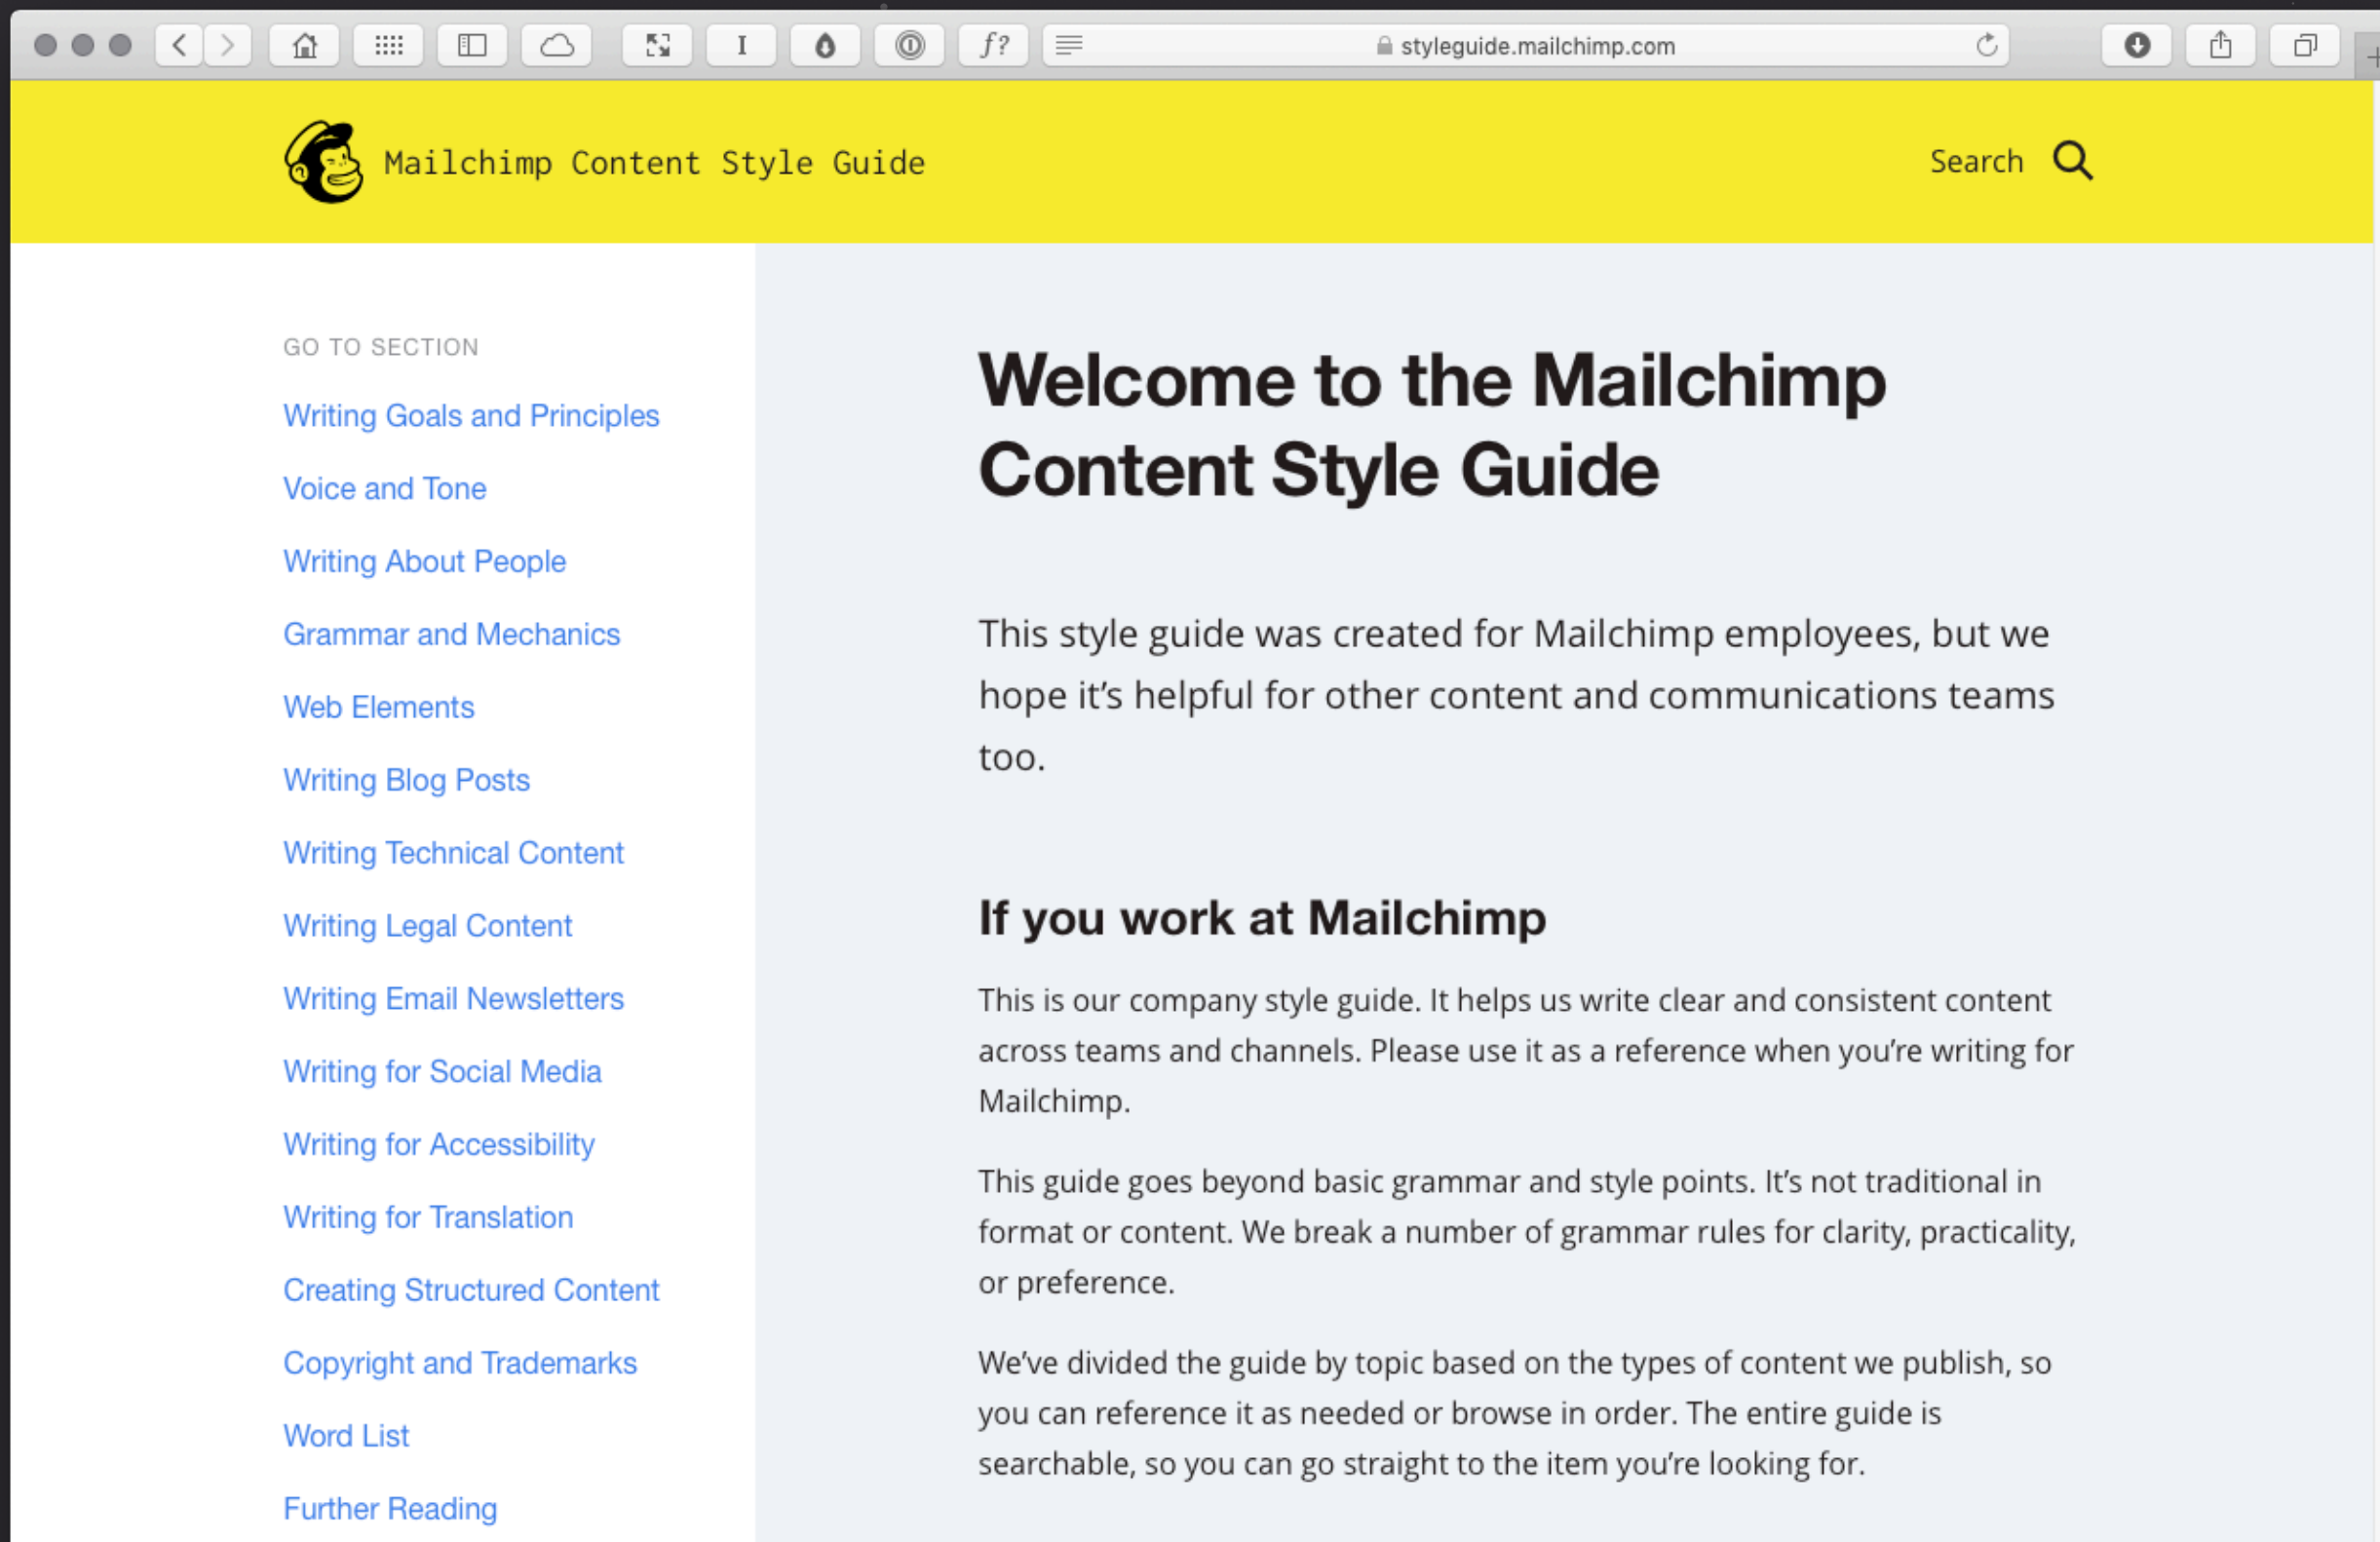 styleguide.mailchimp.com
Mailchimp Content Style Guide
Search
GO TO SECTION
Writing Goals and Principles
Voice and Tone
Writing About People
Grammar and Mechanics
Web Elements
Writing Blog Posts
Writing Technical Content
Writing Legal Content
Writing Email Newsletters
Writing for Social Media
Writing for Accessibility
Writing for Translation
Creating Structured Content
Copyright and Trademarks
Word List
Further Reading
Welcome to the Mailchimp
Content Style Guide
This style guide was created for Mailchimp employees, but we
hope it’s helpful for other content and communications teams
too.
If you work at Mailchimp
This is our company style guide. It helps us write clear and consistent content
across teams and channels. Please use it as a reference when you’re writing for
Mailchimp.
This guide goes beyond basic grammar and style points. It’s not traditional in
format or content. We break a number of grammar rules for clarity, practicality,
or preference.
We’ve divided the guide by topic based on the types of content we publish, so
you can reference it as needed or browse in order. The entire guide is
searchable, so you can go straight to the item you’re looking for.